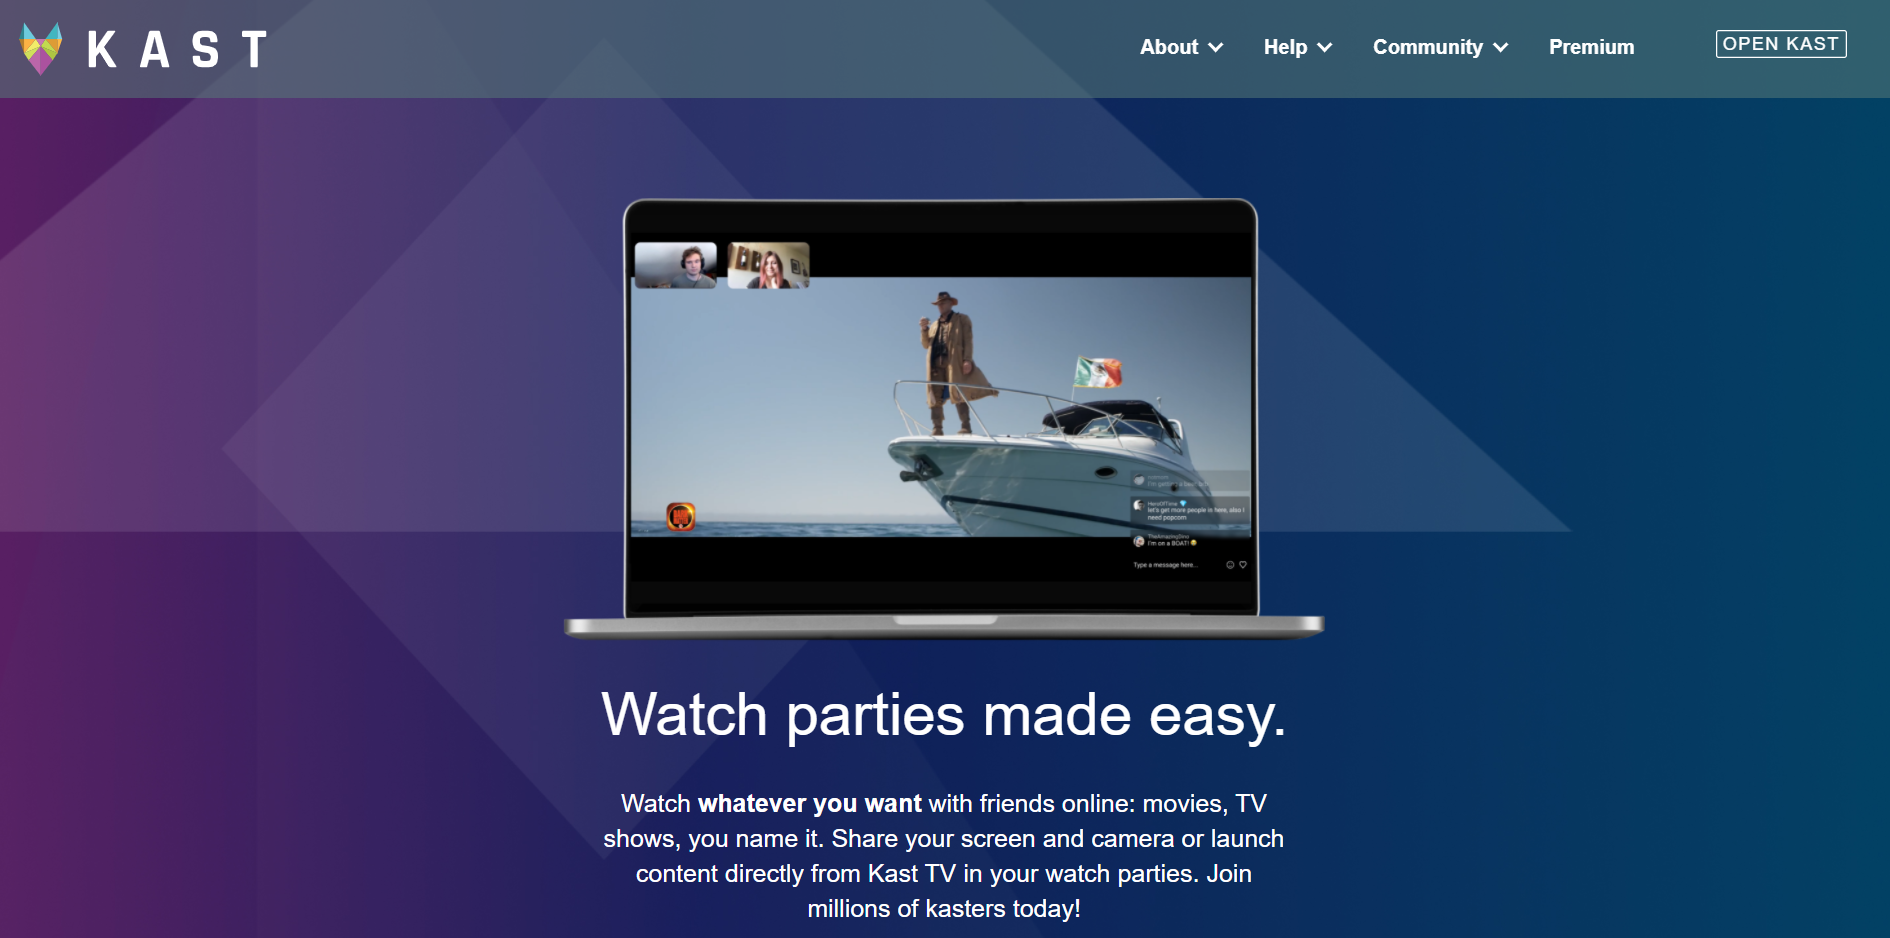 KAST
About
Help
Community
Premium
OPEN KAST
HeroOfTime
let's get more people in here, also I
need popcorn
TheAmazingDino
I'm on a BOAT!
Type a message here...
Watch parties made easy.
Watch whatever you want with friends online: movies, TV
shows, you name it. Share your screen and camera or launch
content directly from Kast TV in your watch parties. Join
millions of kasters today!